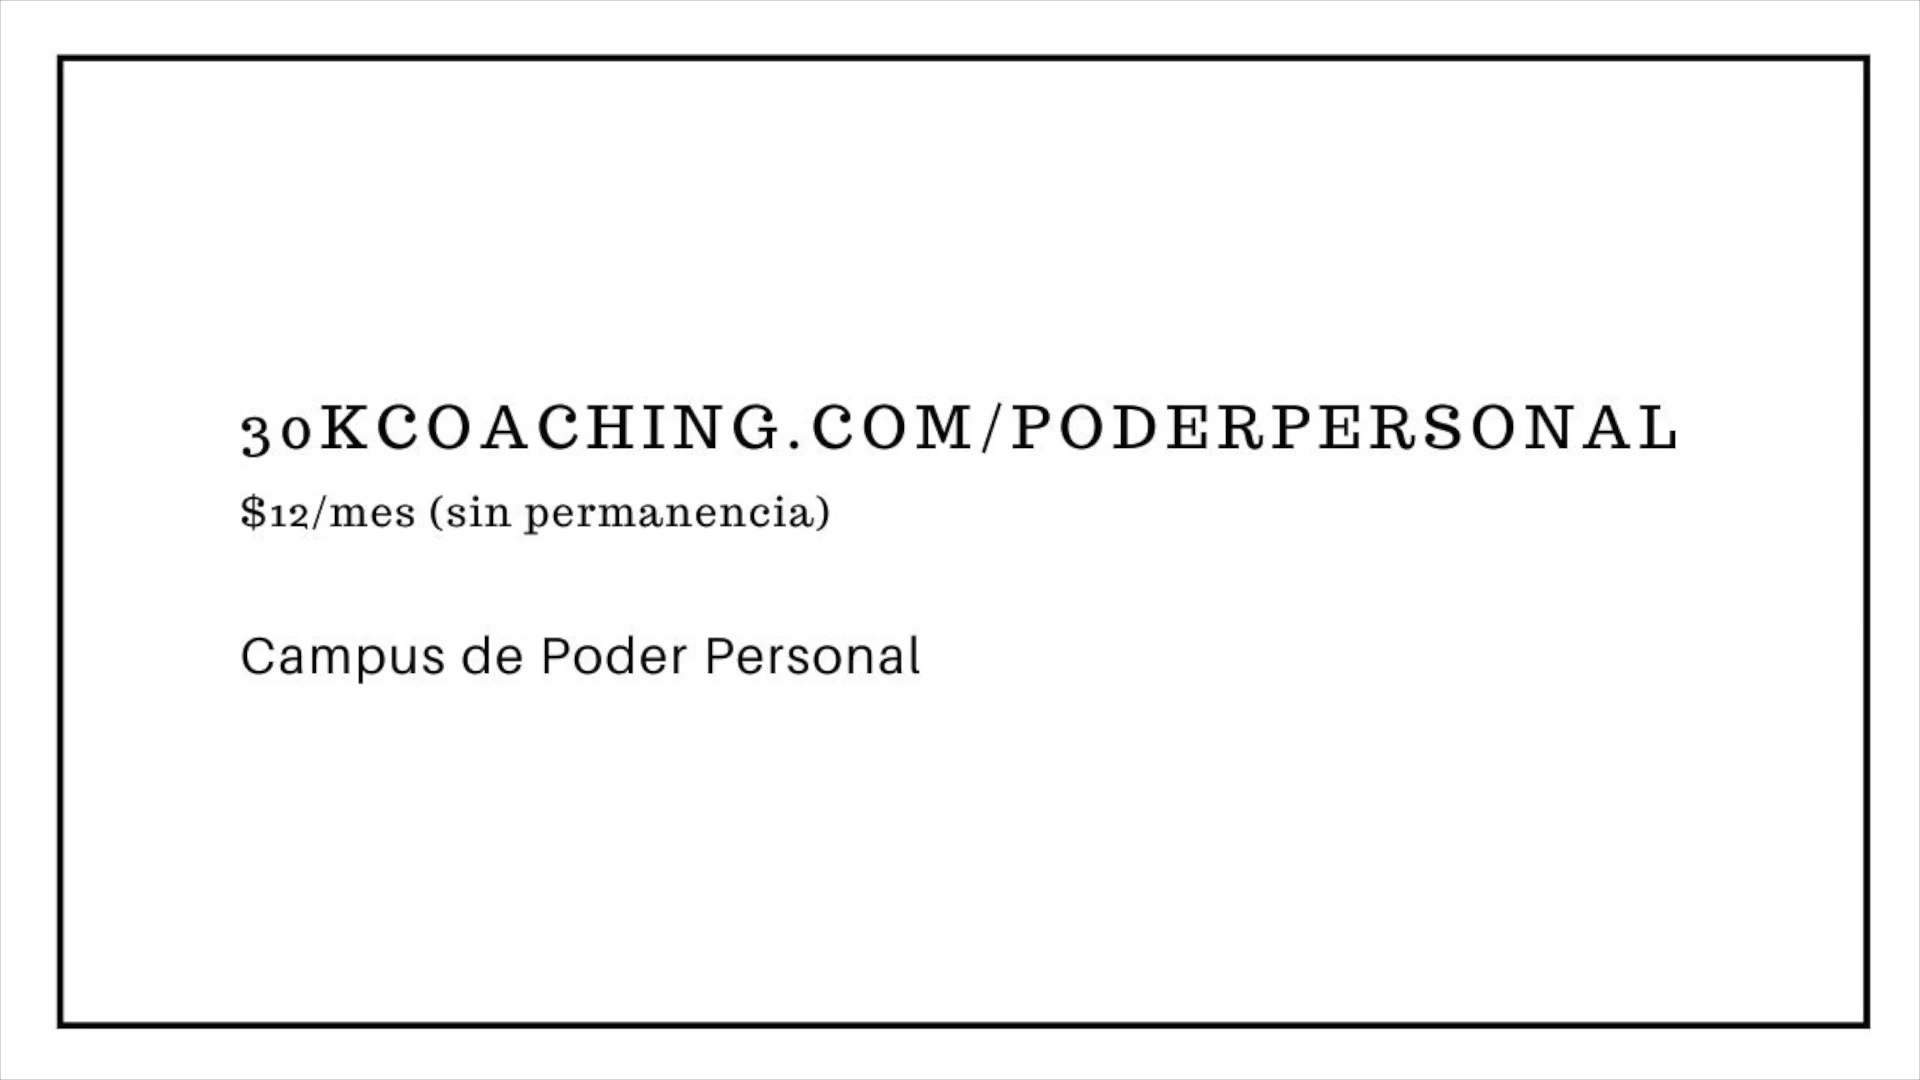 30KCOACHING.COM/PODERPERSONAL
$12/mes (sin permanencia)
Campus de Poder Personal